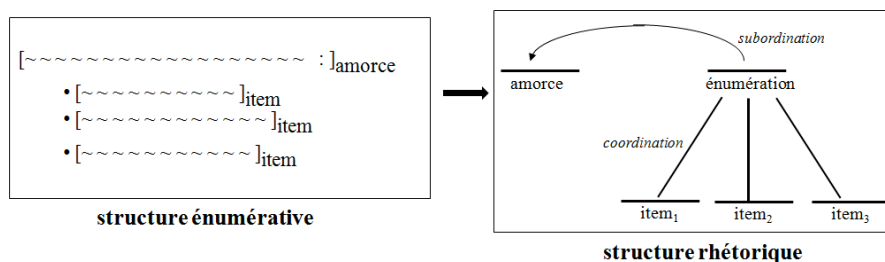 [~~~~~~~~~~~~~~~~~~ :]amorce
• [~~~~~~~~~~]item
• [~~~~~~~~~~~~]item
• [~~~~~~~~~~~]item
structure énumérative
subordination
amorce
énumération
coordination
item₁
item₂
item₃
structure rhétorique